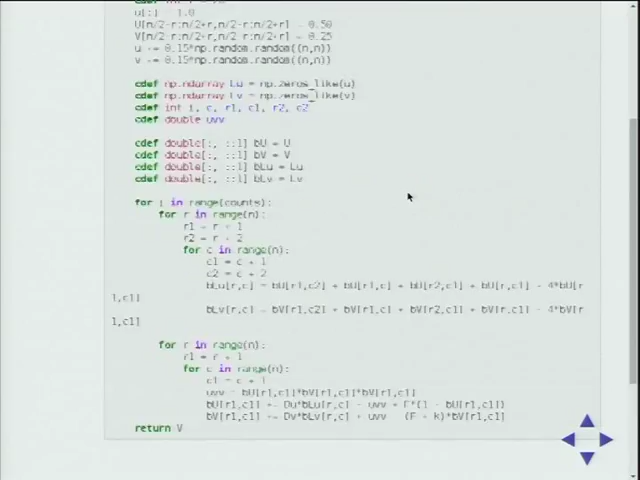 u[:] = 1.0
U[n/2-r:n/2+r,n/2-r:n/2+r] = 0.50
V[n/2-r:n/2+r,n/2-r:n/2+r] = 0.25
u += 0.15*np.random.random((n,n))
v += 0.15*np.random.random((n,n))
cdef np.ndarray Lu = np.zeros_like(u)
cdef np.ndarray Lv = np.zeros_like(v)
cdef int i, c, r1, c1, r2, c2
cdef double uvv
cdef double[:, ::1] bU = U
cdef double[:, ::1] bV = V
cdef double[:, ::1] bLu = Lu
cdef double[:, ::1] bLv = Lv
for i in range(counts):
for r in range(n):
r1 = r + 1
r2 = r + 2
for c in range(n):
c1 = c + 1
c2 = c + 2
bLu[r,c] = bU[r1,c2] + bU[r1,c] + bU[r2,c1] + bU[r,c1] - 4*bU[r
1,c1]
bLv[r,c] = bV[r1,c2] + bV[r1,c] + bV[r2,c1] + bV[r,c1] - 4*bV[r
1,c1]
for r in range(n):
r1 = r + 1
for c in range(n):
c1 = c + 1
uvv = bU[r1,c1]*bV[r1,c1]*bV[r1,c1]
bU[r1,c1] += Du*bLu[r,c] - uvv + F*(1 - bU[r1,c1])
bV[r1,c1] += Dv*bLv[r,c] + uvv - (F + k)*bV[r1,c1]
return V